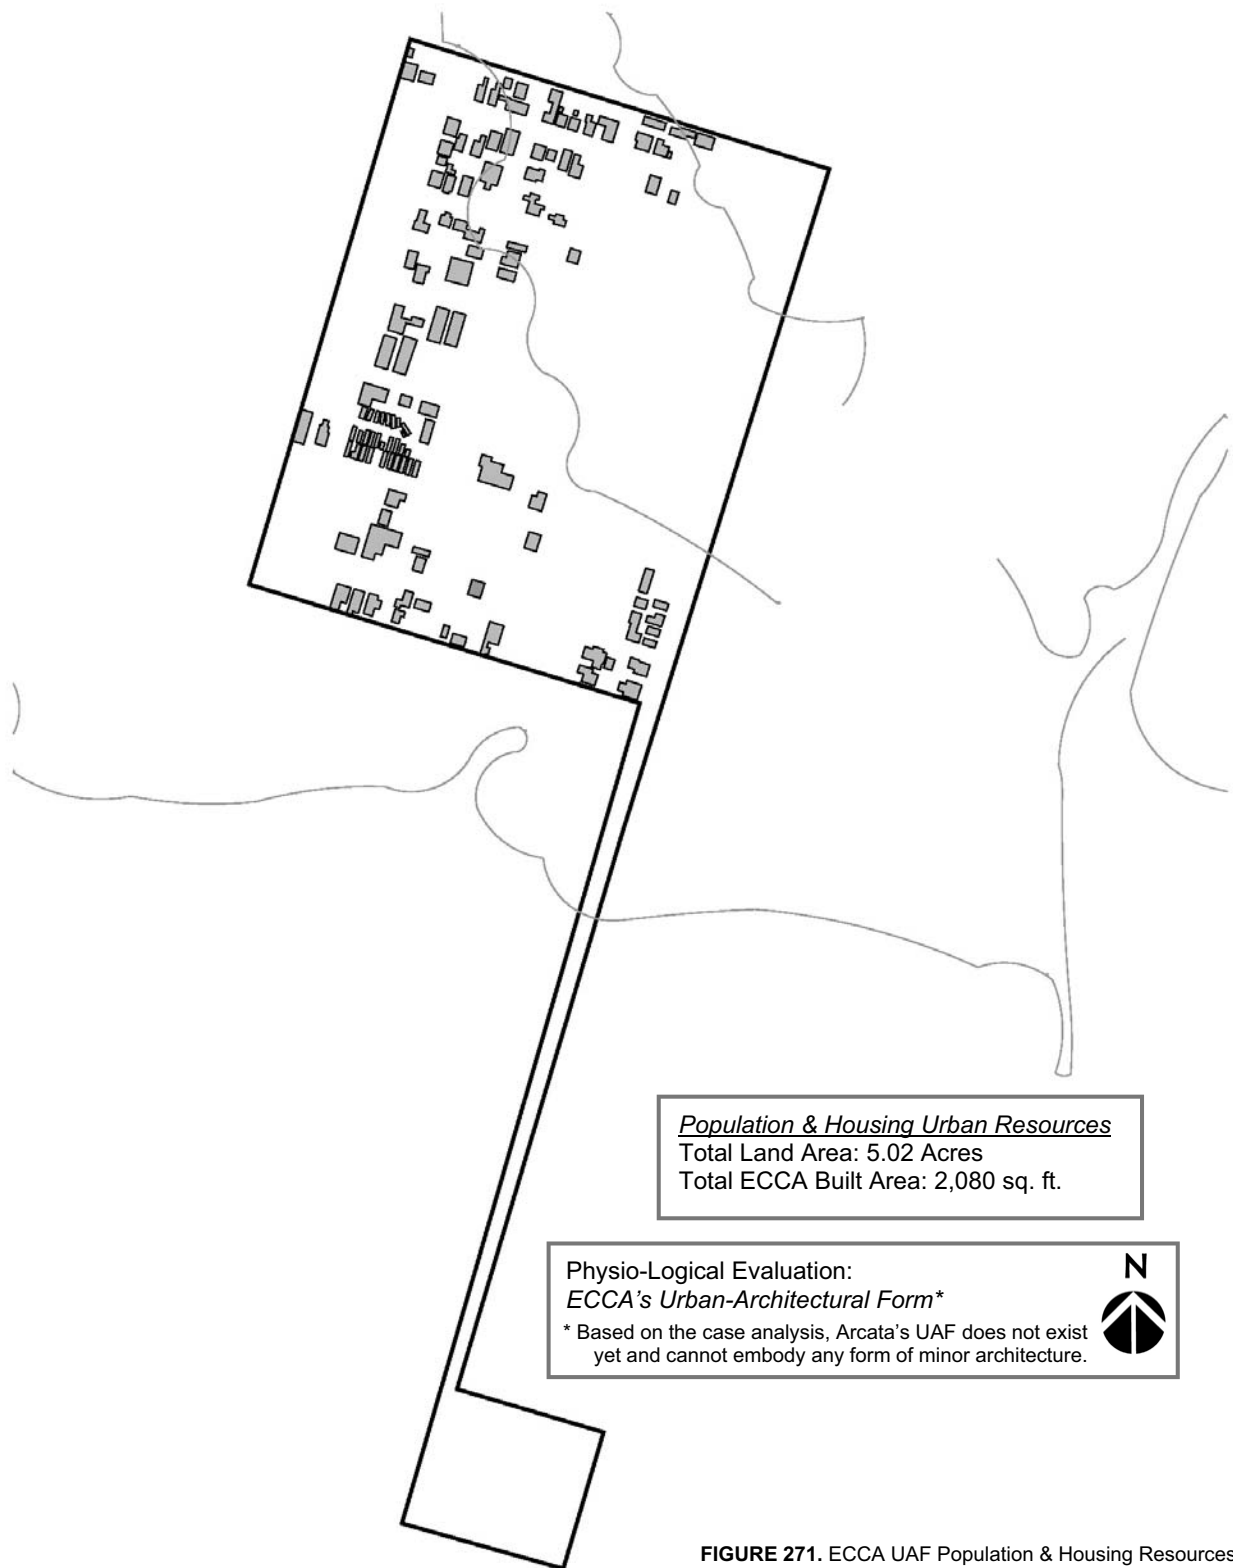 Population & Housing Urban Resources
Total Land Area: 5.02 Acres
Total ECCA Built Area: 2,080 sq. ft.
Physio-Logical Evaluation:
ECCA's Urban-Architectural Form*
* Based on the case analysis, Arcata's UAF does not exist
yet and cannot embody any form of minor architecture.
N
FIGURE 271. ECCA UAF Population & Housing Resources